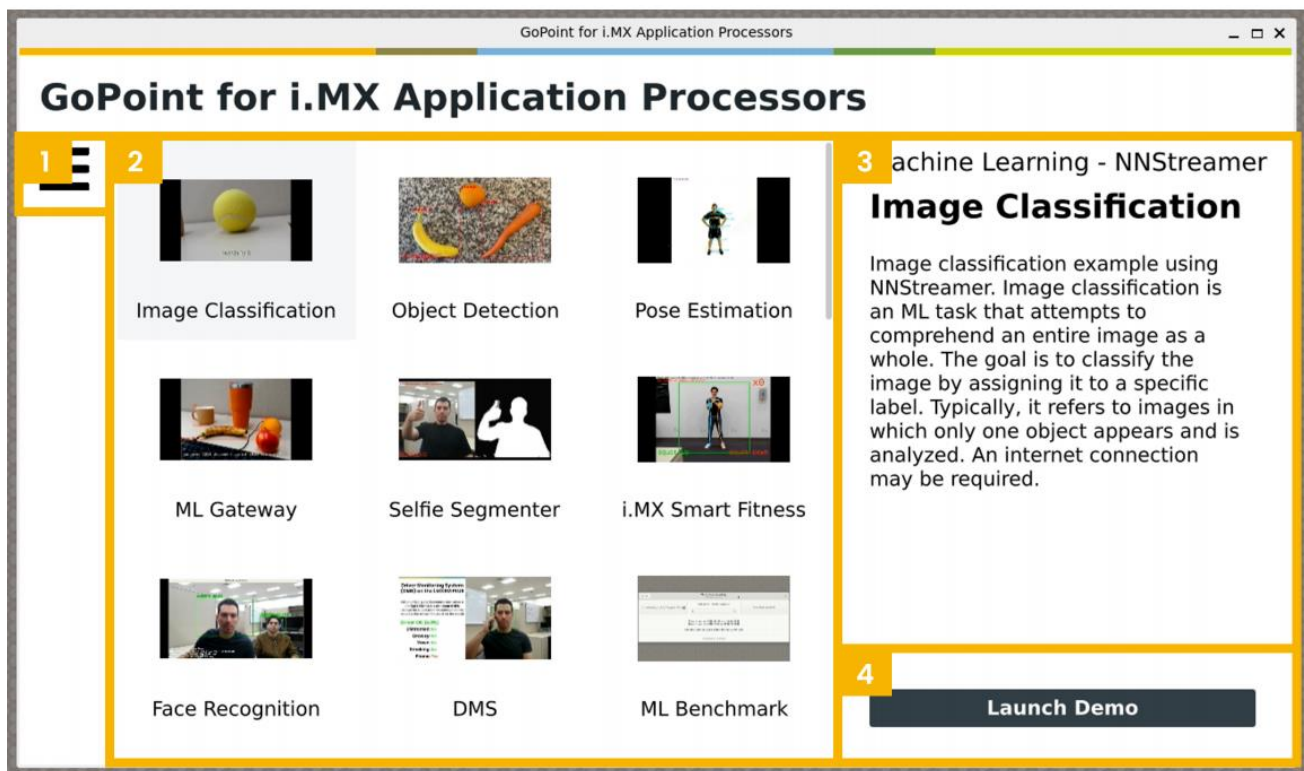 GoPoint for i.MX Application Processors
GoPoint for i.MX Application Processors
1
2
Image Classification
Object Detection
Pose Estimation
ML Gateway
Selfie Segmenter
x0
i.MX Smart Fitness
Face Recognition
DMS
ML Benchmark
3
achine Learning - NNStreamer
Image Classification
Image classification example using
NNStreamer. Image classification is
an ML task that attempts to
comprehend an entire image as a
whole. The goal is to classify the
image by assigning it to a specific
label. Typically, it refers to images in
which only one object appears and is
analyzed. An internet connection
may be required.
4
Launch Demo